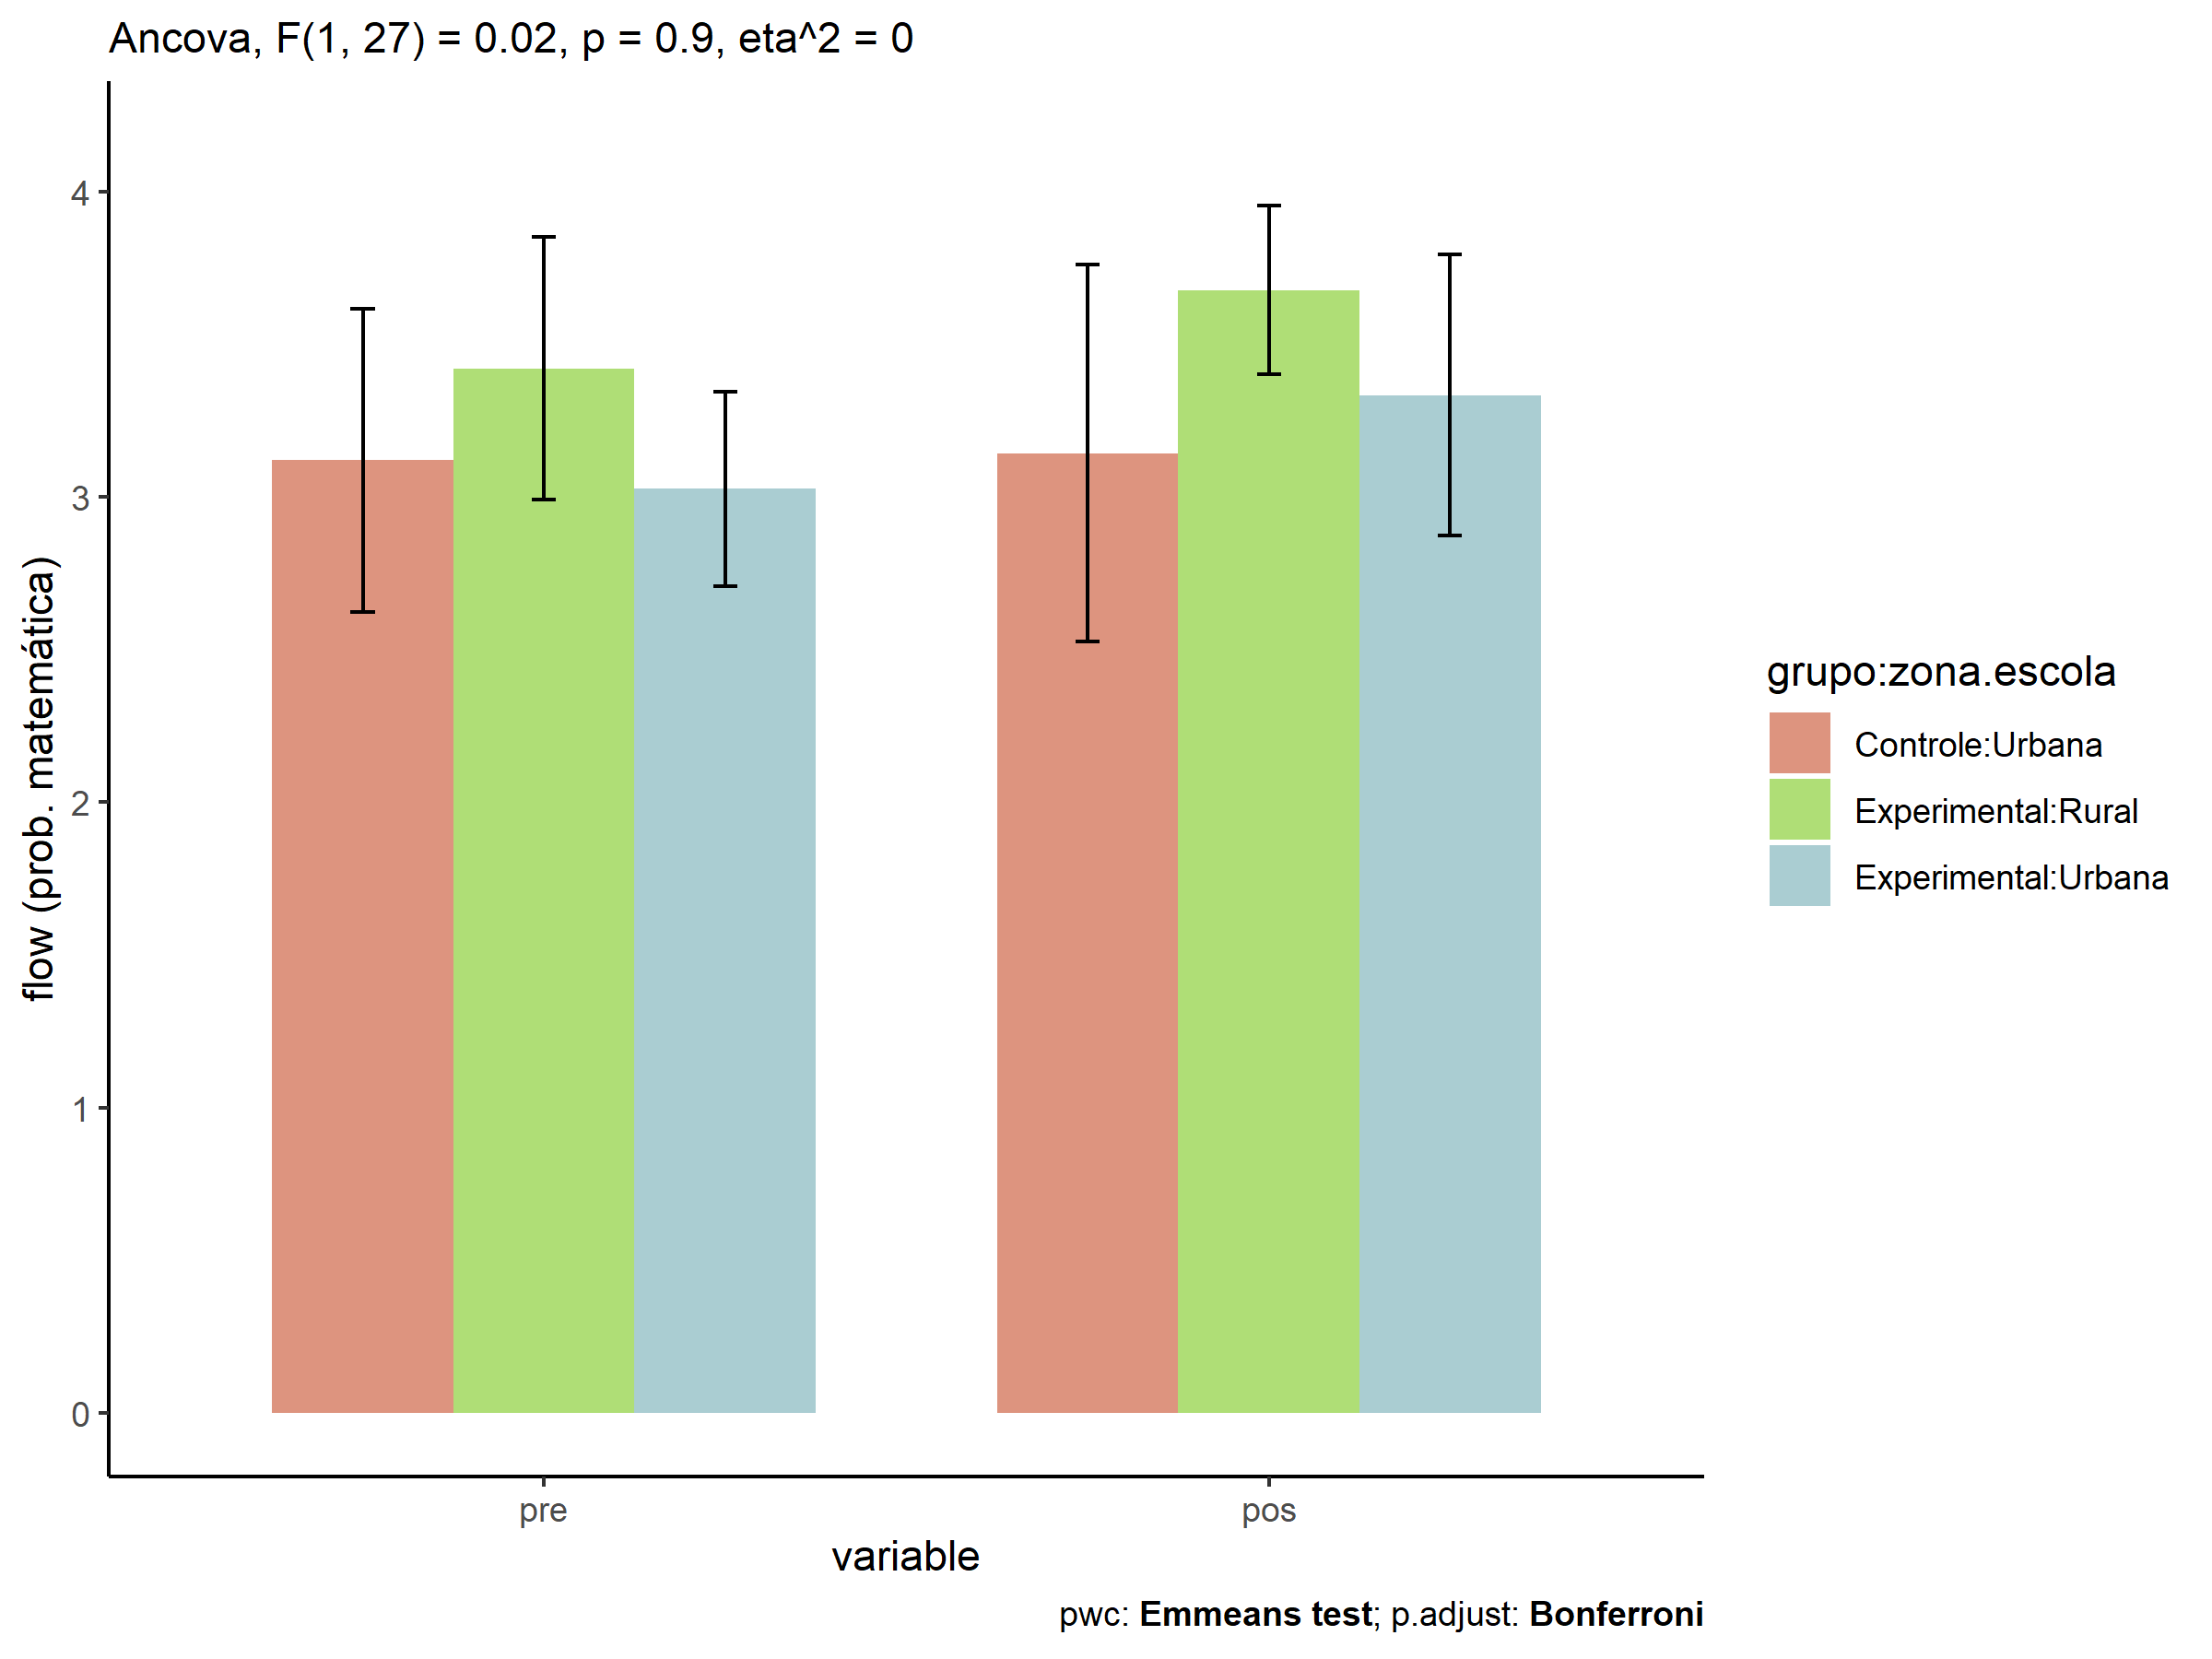 Ancova, F(1, 27) = 0.02, p = 0.9, eta^2 = 0
flow (prob. matemática)
4
3
2
1
0
pre
pos
variable
grupo:zona.escola
Controle:Urbana
Experimental:Rural
Experimental:Urbana
pwc: Emmeans test; p.adjust: Bonferroni